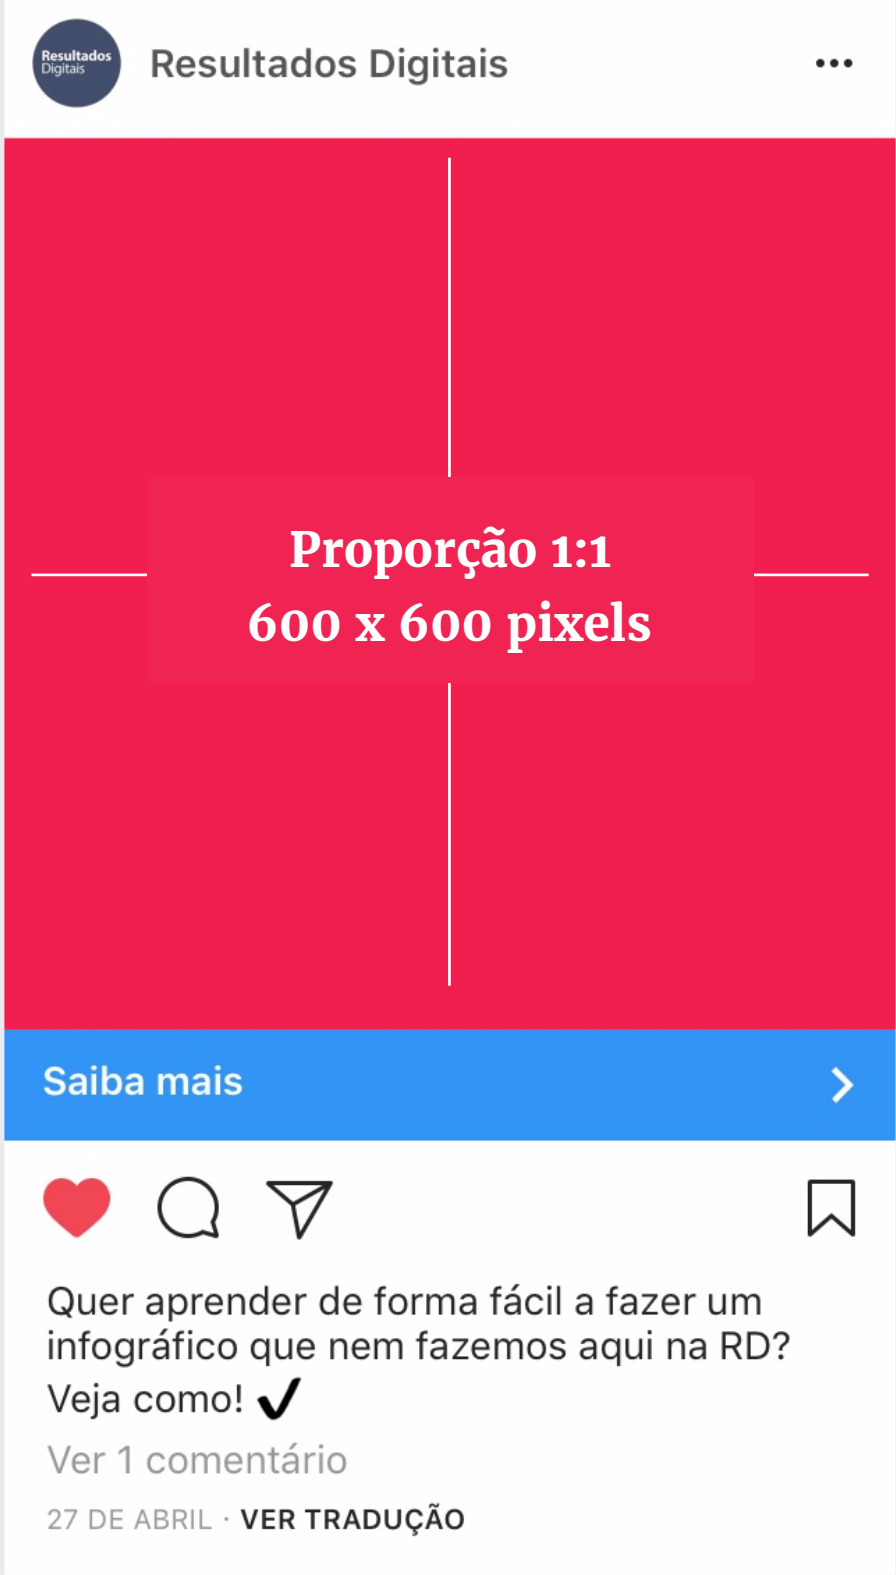 Resultados
Digitais
Resultados Digitais
Proporção 1:1
600 x 600 pixels
Saiba mais
Quer aprender de forma fácil a fazer um
infográfico que nem fazemos aqui na RD?
Veja como! ✔
Ver 1 comentário
27 DE ABRIL · VER TRADUÇÃO